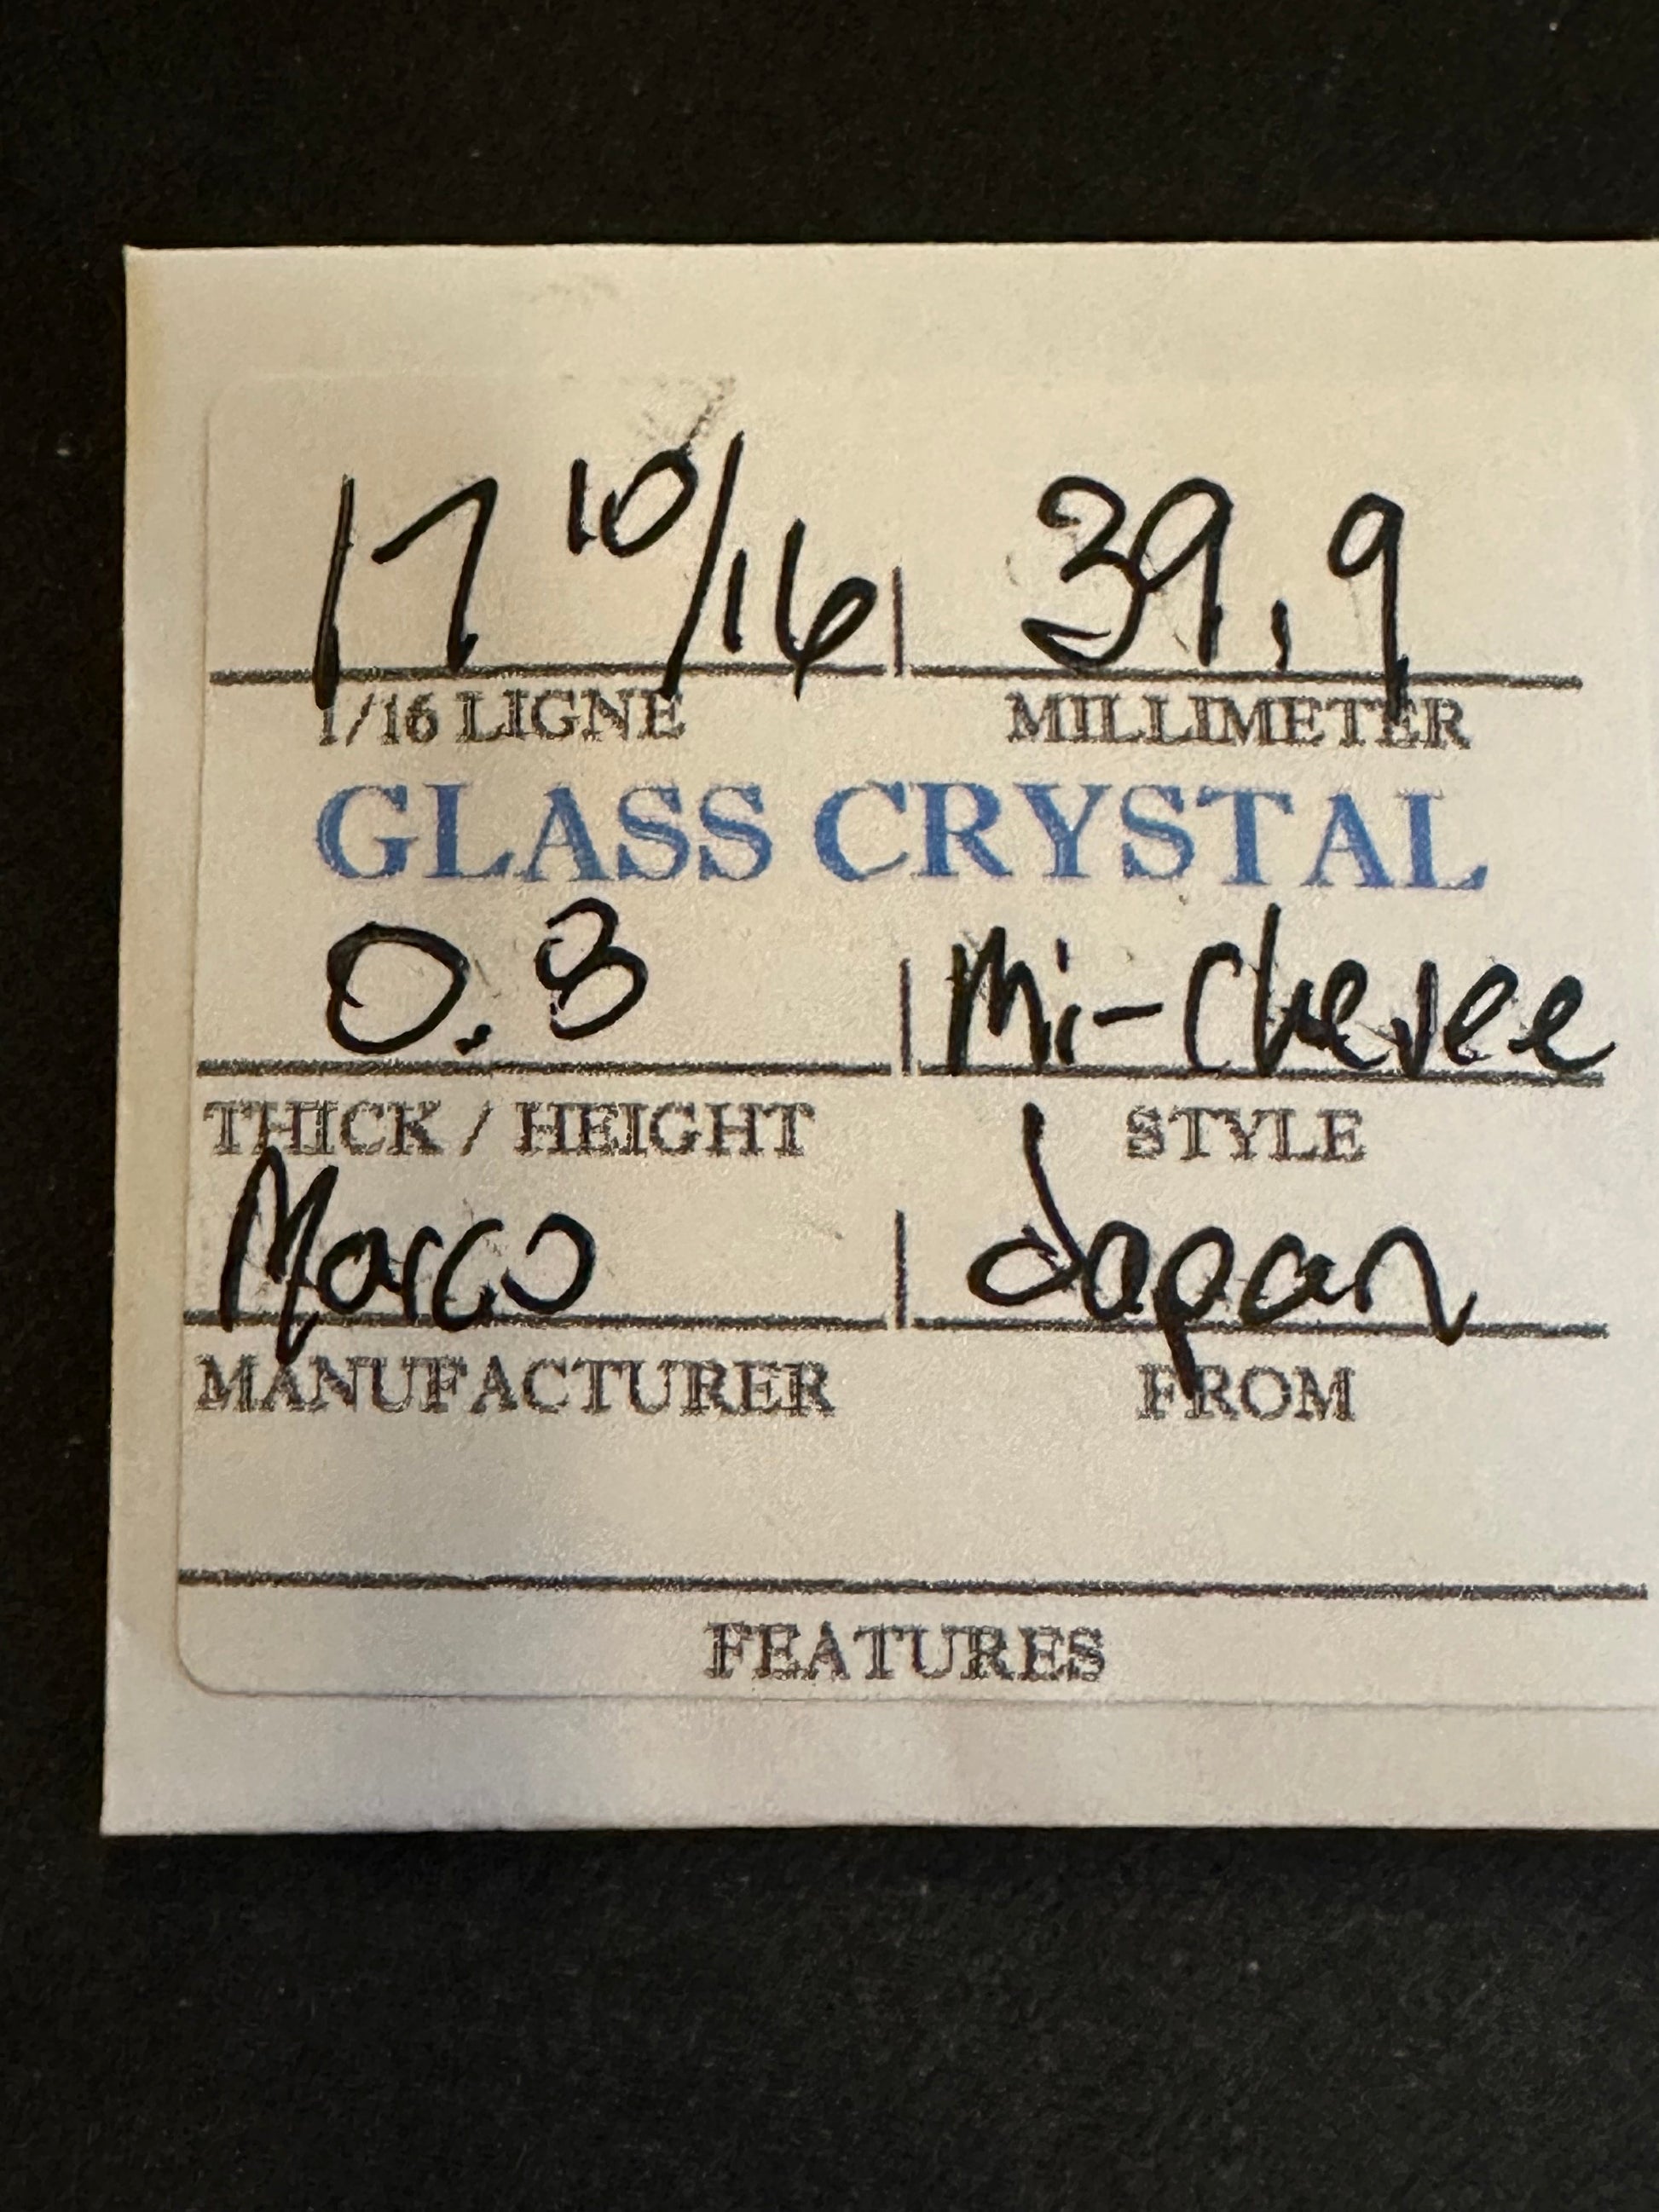 17 10/16 | 39.9
1/16 LIGNE MILLIMETER
GLASS CRYSTAL
0.8 | Mi-Chevee
THICK / HEIGHT STYLE
Marco | Japan
MANUFACTURER FROM
FEATURES